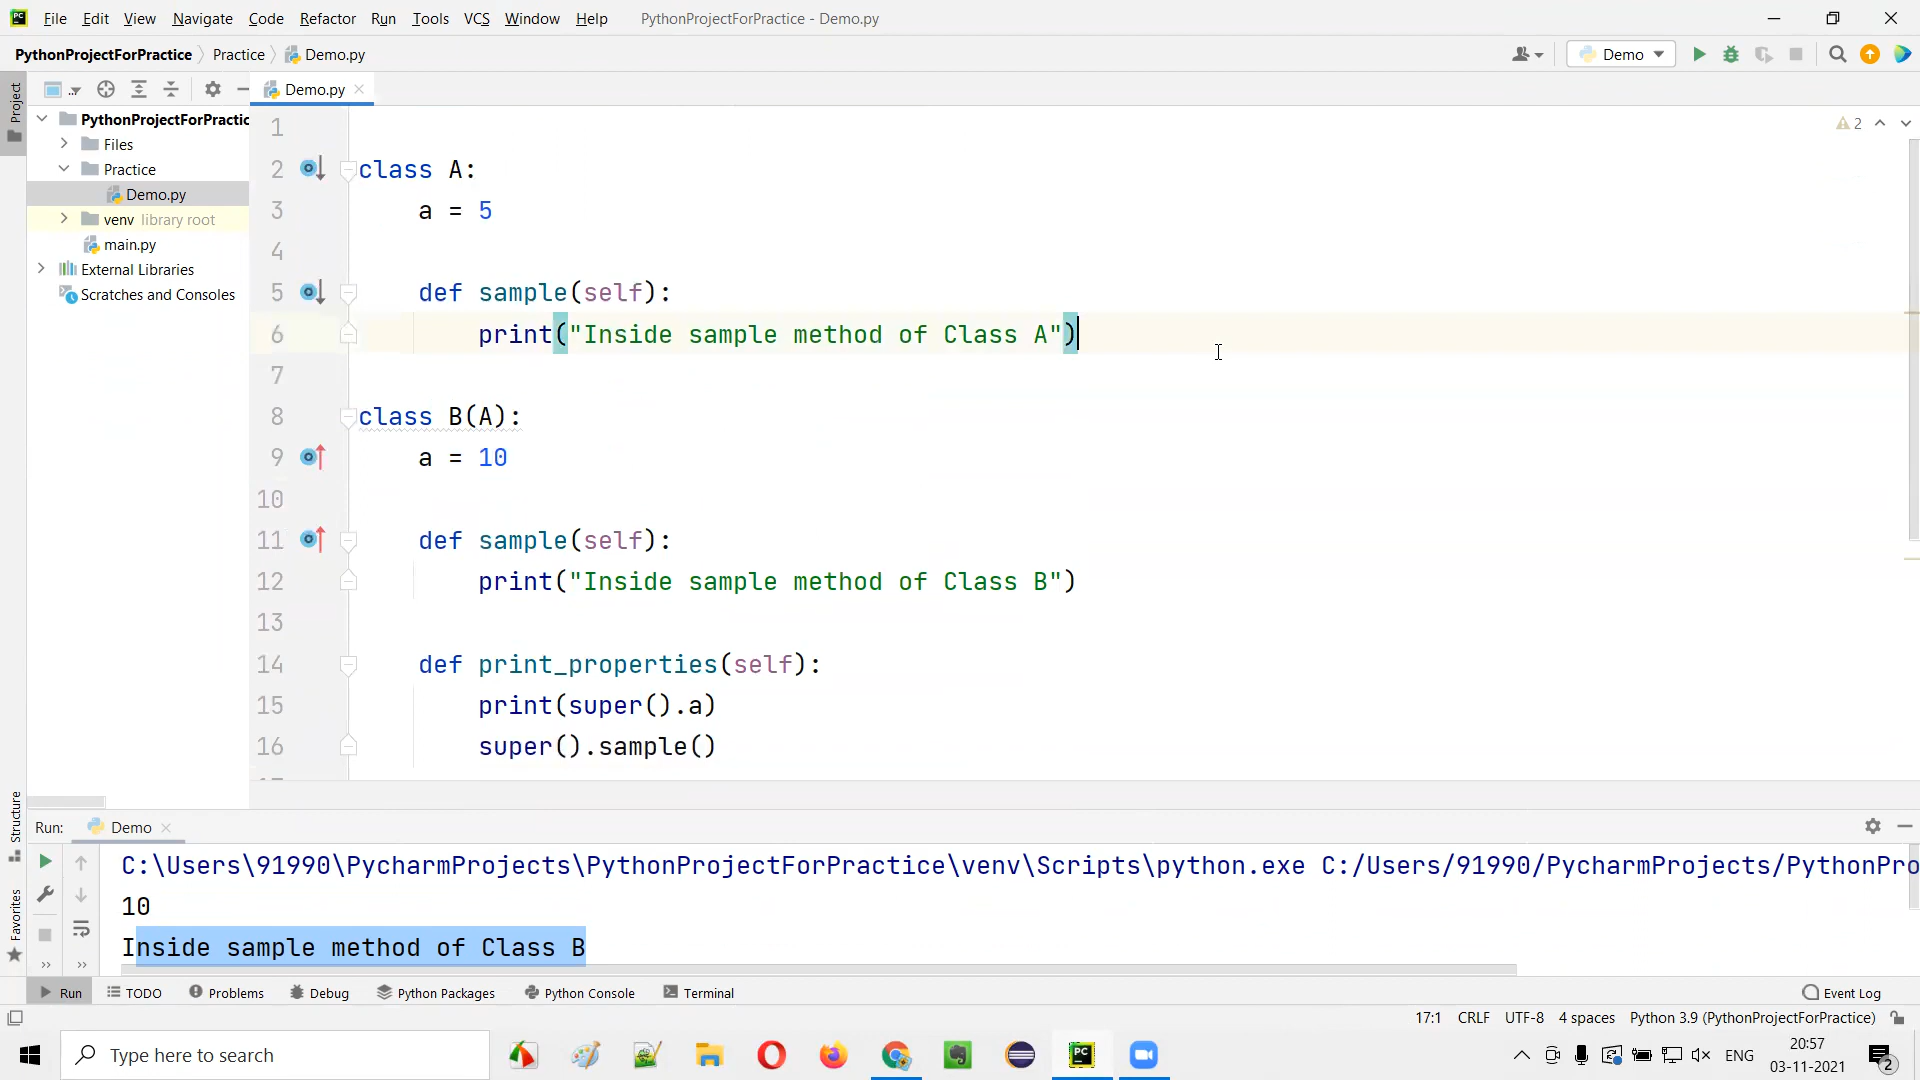 File Edit View Navigate Code Refactor Run Tools VCS Window Help PythonProjectForPractice - Demo.py
PythonProjectForPractice Practice Demo.py Demo
Project
Demo.py
PythonProjectForPractic
Files
Practice
Demo.py
venv library root
main.py
External Libraries
Scratches and Consoles
2
1
2 class A:
3 a = 5
4
5 def sample(self):
6 print("Inside sample method of Class A")
7
8 class B(A):
9 a = 10
10
11 def sample(self):
12 print("Inside sample method of Class B")
13
14 def print_properties(self):
15 print(super().a)
16 super().sample()
Structure
Favorites
Run: Demo
C:\Users\91990\PycharmProjects\PythonProjectForPractice\venv\Scripts\python.exe C:/Users/91990/PycharmProjects/PythonPro
10
Inside sample method of Class B
Run TODO Problems Debug Python Packages Python Console Terminal Event Log
17:1 CRLF UTF-8 4 spaces Python 3.9 (PythonProjectForPractice)
Type here to search
PC
ENG
20:57
03-11-2021
2